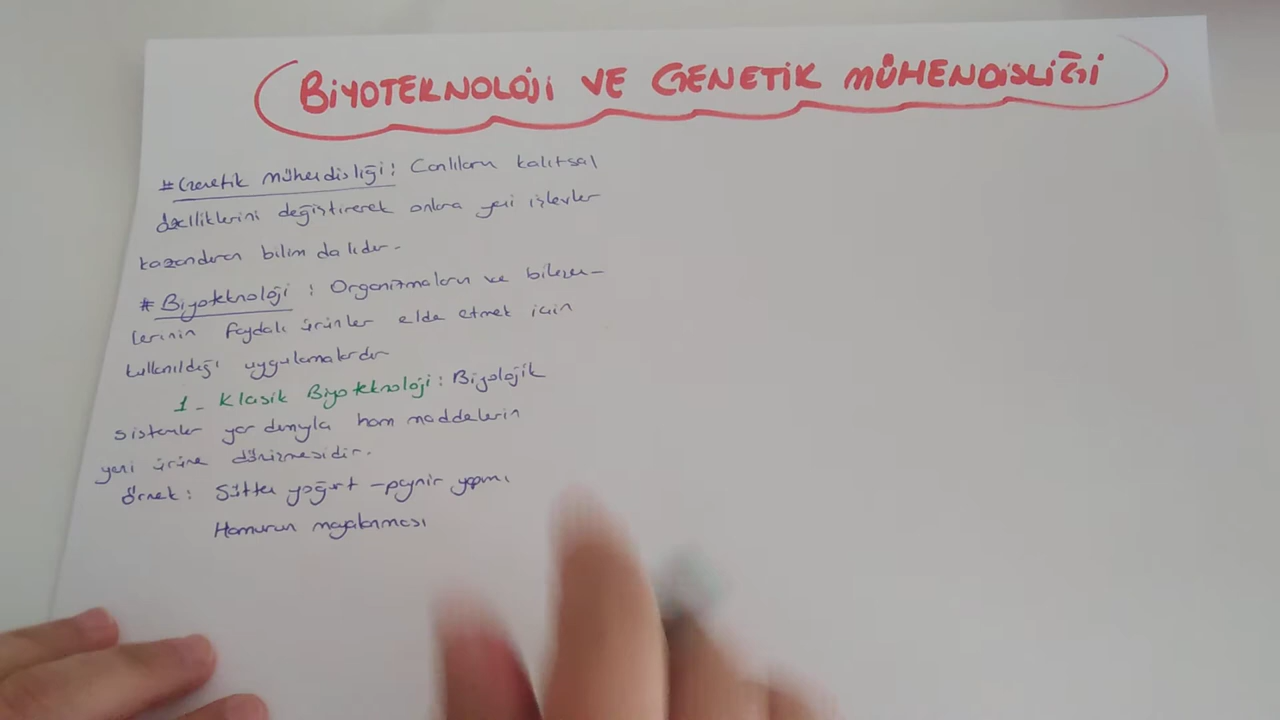 BİYOTEKNOLOJİ VE GENETİK MÜHENDİSLİĞİ
# Genetik mühendisliği: Canlıların kalıtsal
özelliklerini değiştirerek onlara yeni işlevler
kazandıran bilim dalıdır.
# Biyoteknoloji : Organizmaların ve bileşen-
lerinin faydalı ürünler elde etmek için
kullanıldığı uygulamalardır
1- Klasik Biyoteknoloji: Biyolojik
sistemler yardımıyla ham maddelerin
yeni ürüne dönüşmesidir.
Örnek: Sütten yoğurt - peynir yapımı
Hamurun mayalanması